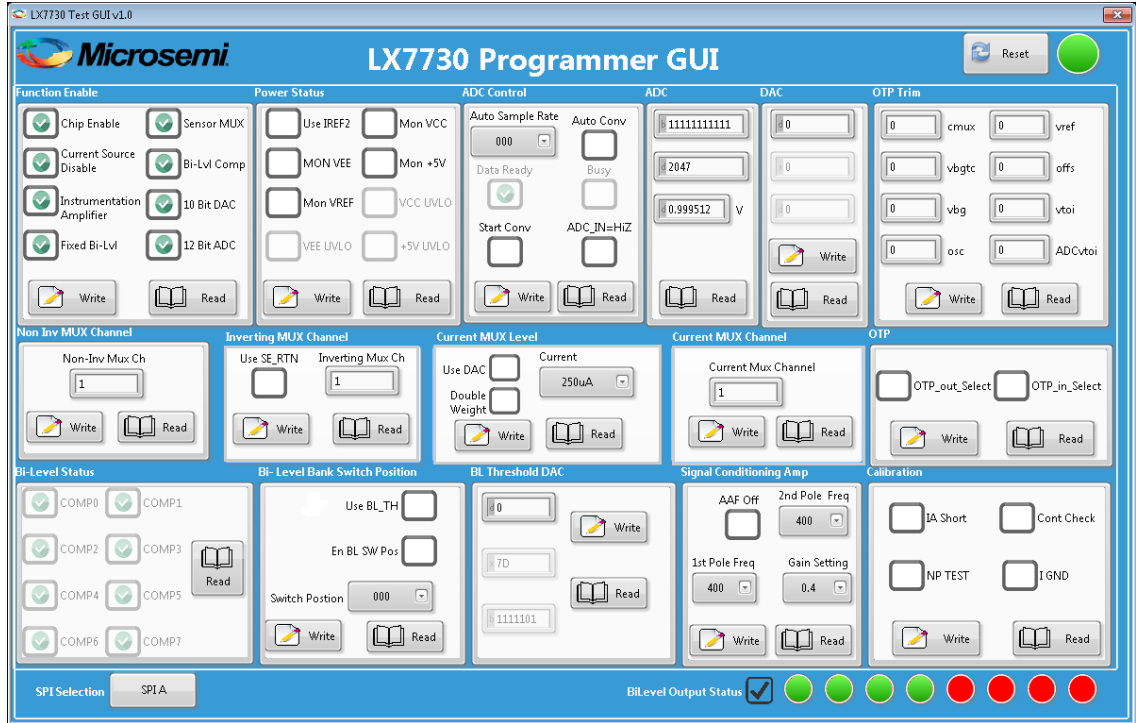 LX7730 Test GUI v1.0
Microsemi.
LX7730 Programmer GUI
Reset
Function Enable
Chip Enable
Sensor MUX
Current Source
Disable
Bi-Lvl Comp
Instrumentation
Amplifier
10 Bit DAC
Fixed Bi-Lvl
12 Bit ADC
Write
Read
Power Status
Use IREF2
Mon VCC
MON VEE
Mon +5V
Mon VREF
VCC UVLO
VEE UVLO
+5V UVLO
Write
Read
ADC Control
Auto Sample Rate
Auto Conv
000
Data Ready
Busy
Start Conv
ADC_IN=HiZ
Write
Read
ADC
b 11111111111
d 2047
d 0.999512 V
Read
DAC
d 0
d 0
d 0
Write
Read
OTP Trim
0 cmux
0 vref
0 vbgtc
0 offs
0 vbg
0 vtoi
0 osc
0 ADCvtoi
Write
Read
Non Inv MUX Channel
Non-Inv Mux Ch
1
Write
Read
Inverting MUX Channel
Use SE_RTN
Inverting Mux Ch
1
Write
Read
Current MUX Level
Use DAC
Current
250uA
Double
Weight
Write
Read
Current MUX Channel
Current Mux Channel
1
Write
Read
OTP
OTP_out_Select
OTP_in_Select
Write
Read
Bi-Level Status
COMP0
COMP1
COMP2
COMP3
COMP4
COMP5
COMP6
COMP7
Read
Bi- Level Bank Switch Position
Use BL_TH
En BL SW Pos
Switch Postion
000
Write
Read
BL Threshold DAC
d 0
Write
x 7D
Read
b 1111101
Signal Conditioning Amp
AAF Off
2nd Pole Freq
400
1st Pole Freq
Gain Setting
400
0.4
Write
Read
Calibration
IA Short
Cont Check
NP TEST
I GND
Write
Read
SPI Selection
SPI A
BiLevel Output Status